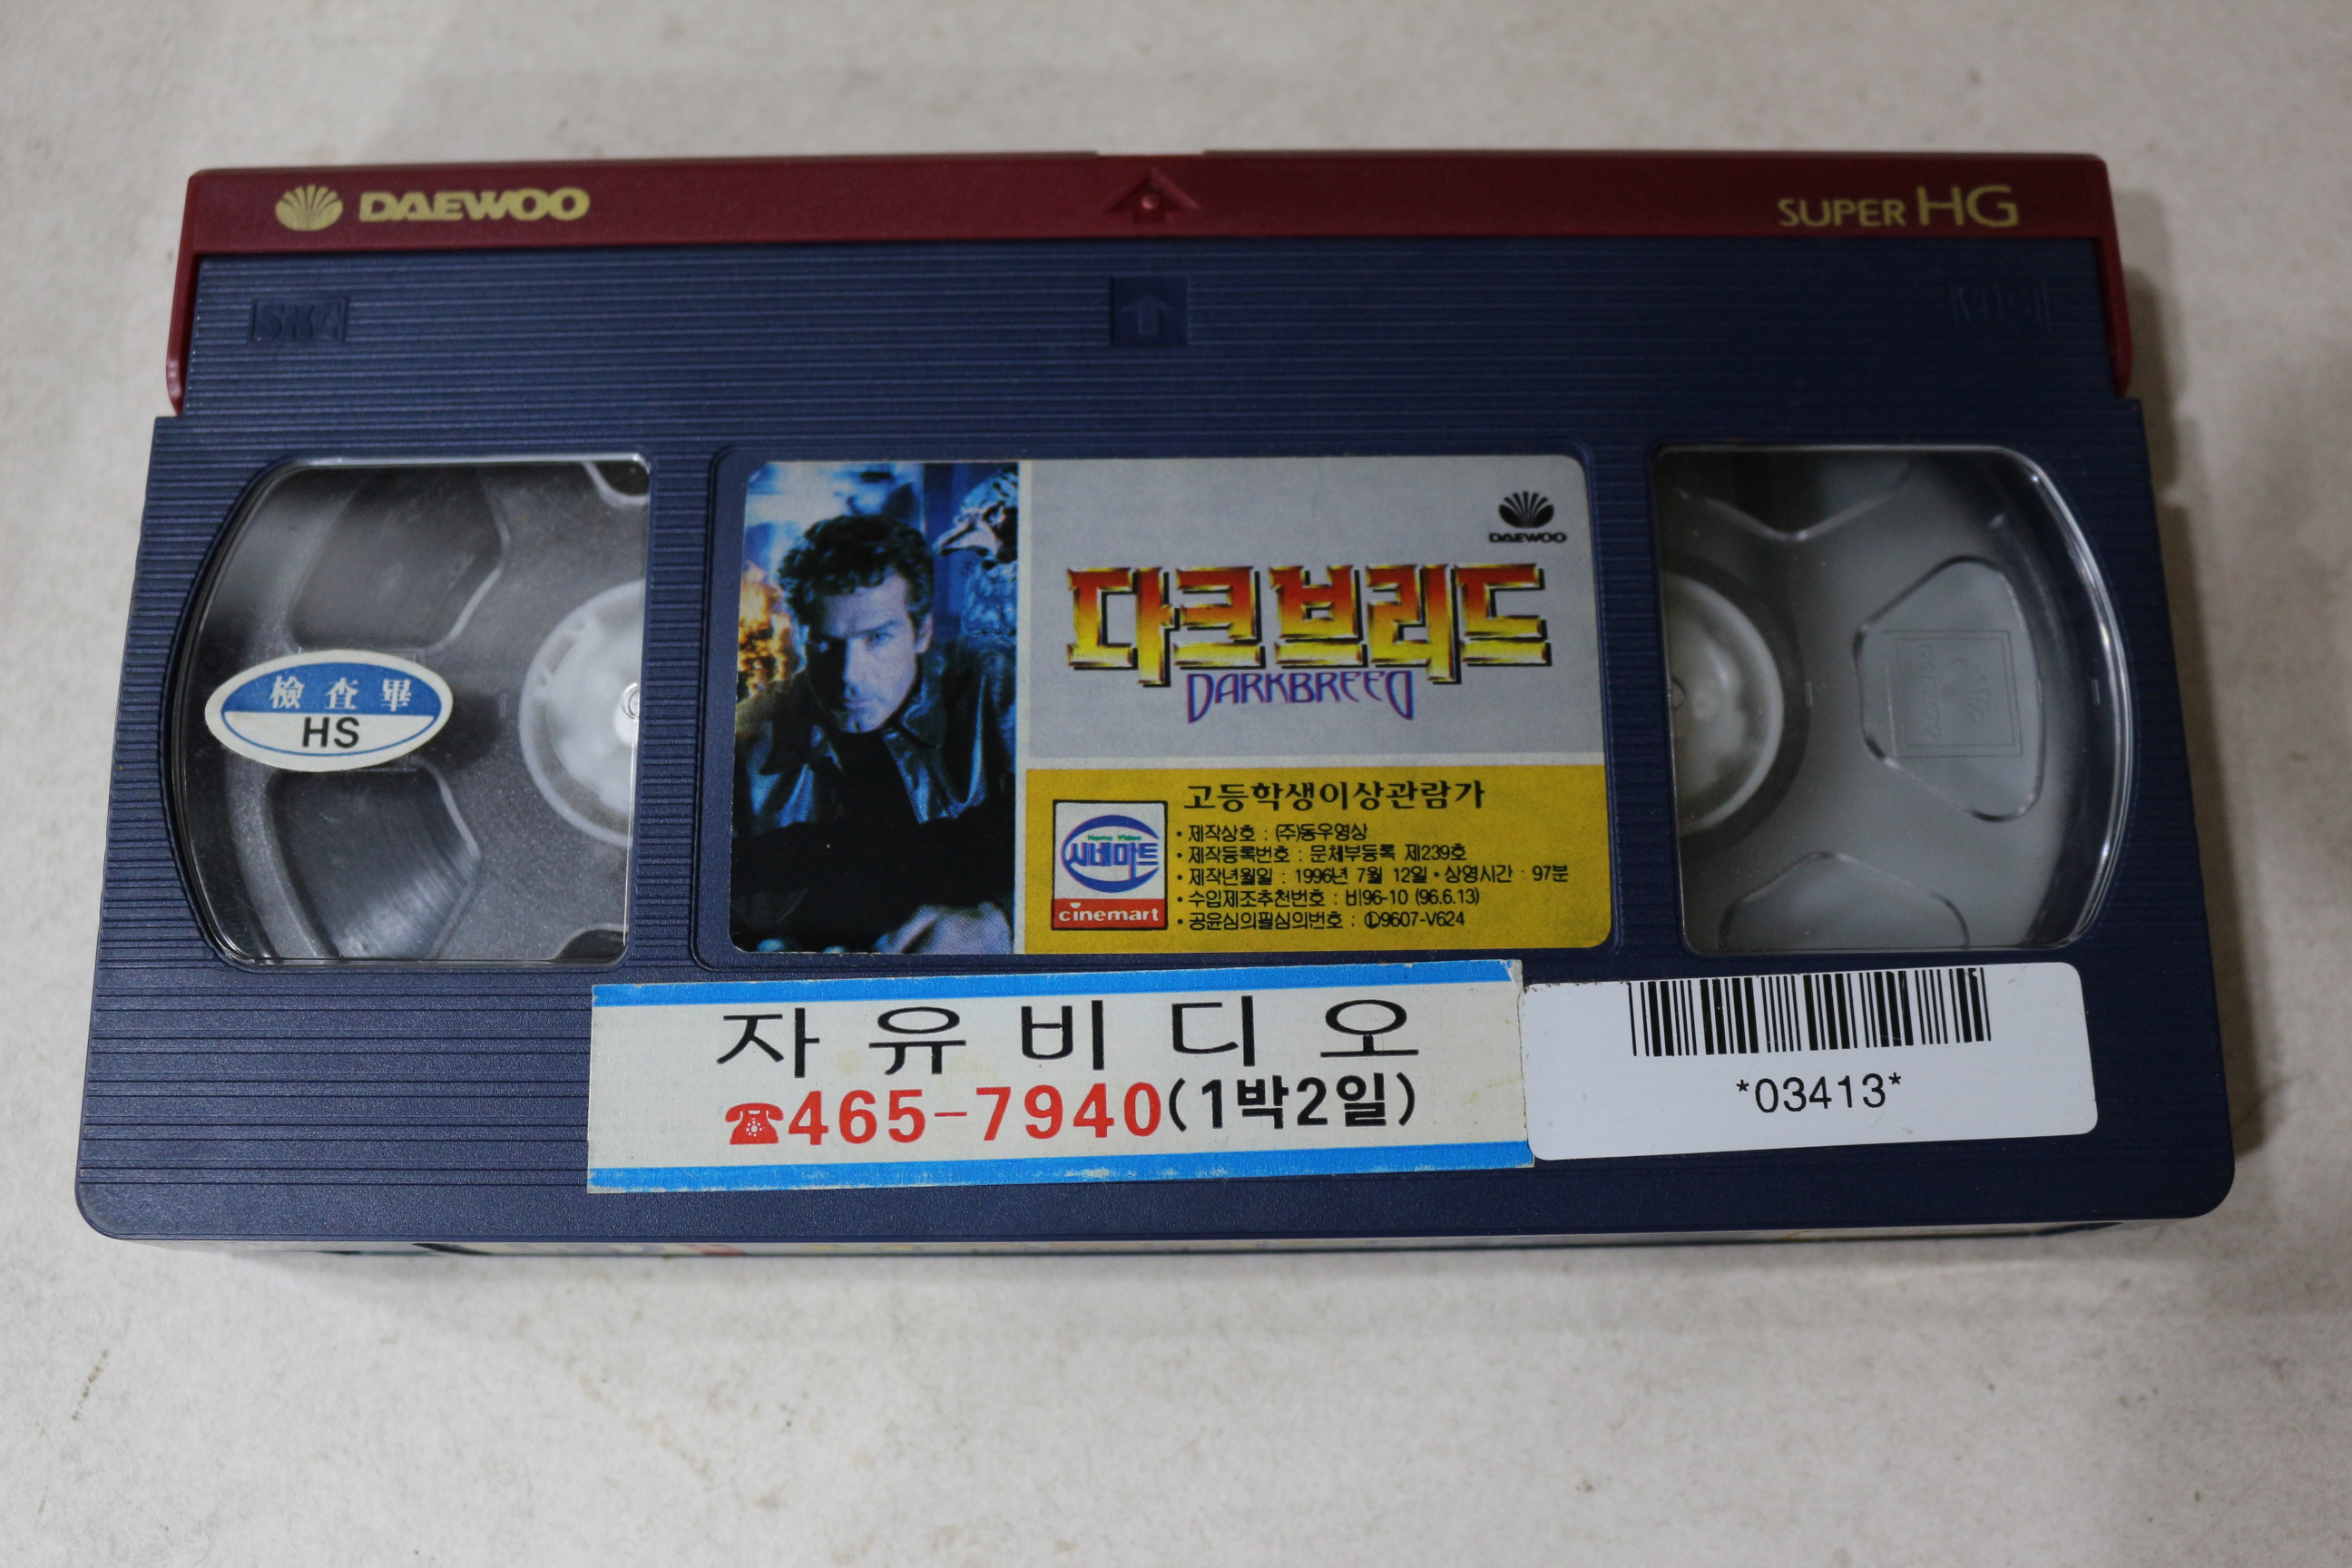 DAEWOO
SUPER HG
SKC
DAEWOO
다크브리드
DARKBREED
檢査畢
HS
고등학생이상관람가
Home Video
시네마트
cinemart
• 제작상호 : (주)동우영상
• 제작등록번호 : 문체부등록 제239호
• 제작년월일 : 1996년 7월 12일 • 상영시간 : 97분
• 수입제조추천번호 : 비96-10 (96.6.13)
• 공윤심의필심의번호 : ①9607-V624
자유비디오
☎465-7940(1박2일)
*03413*